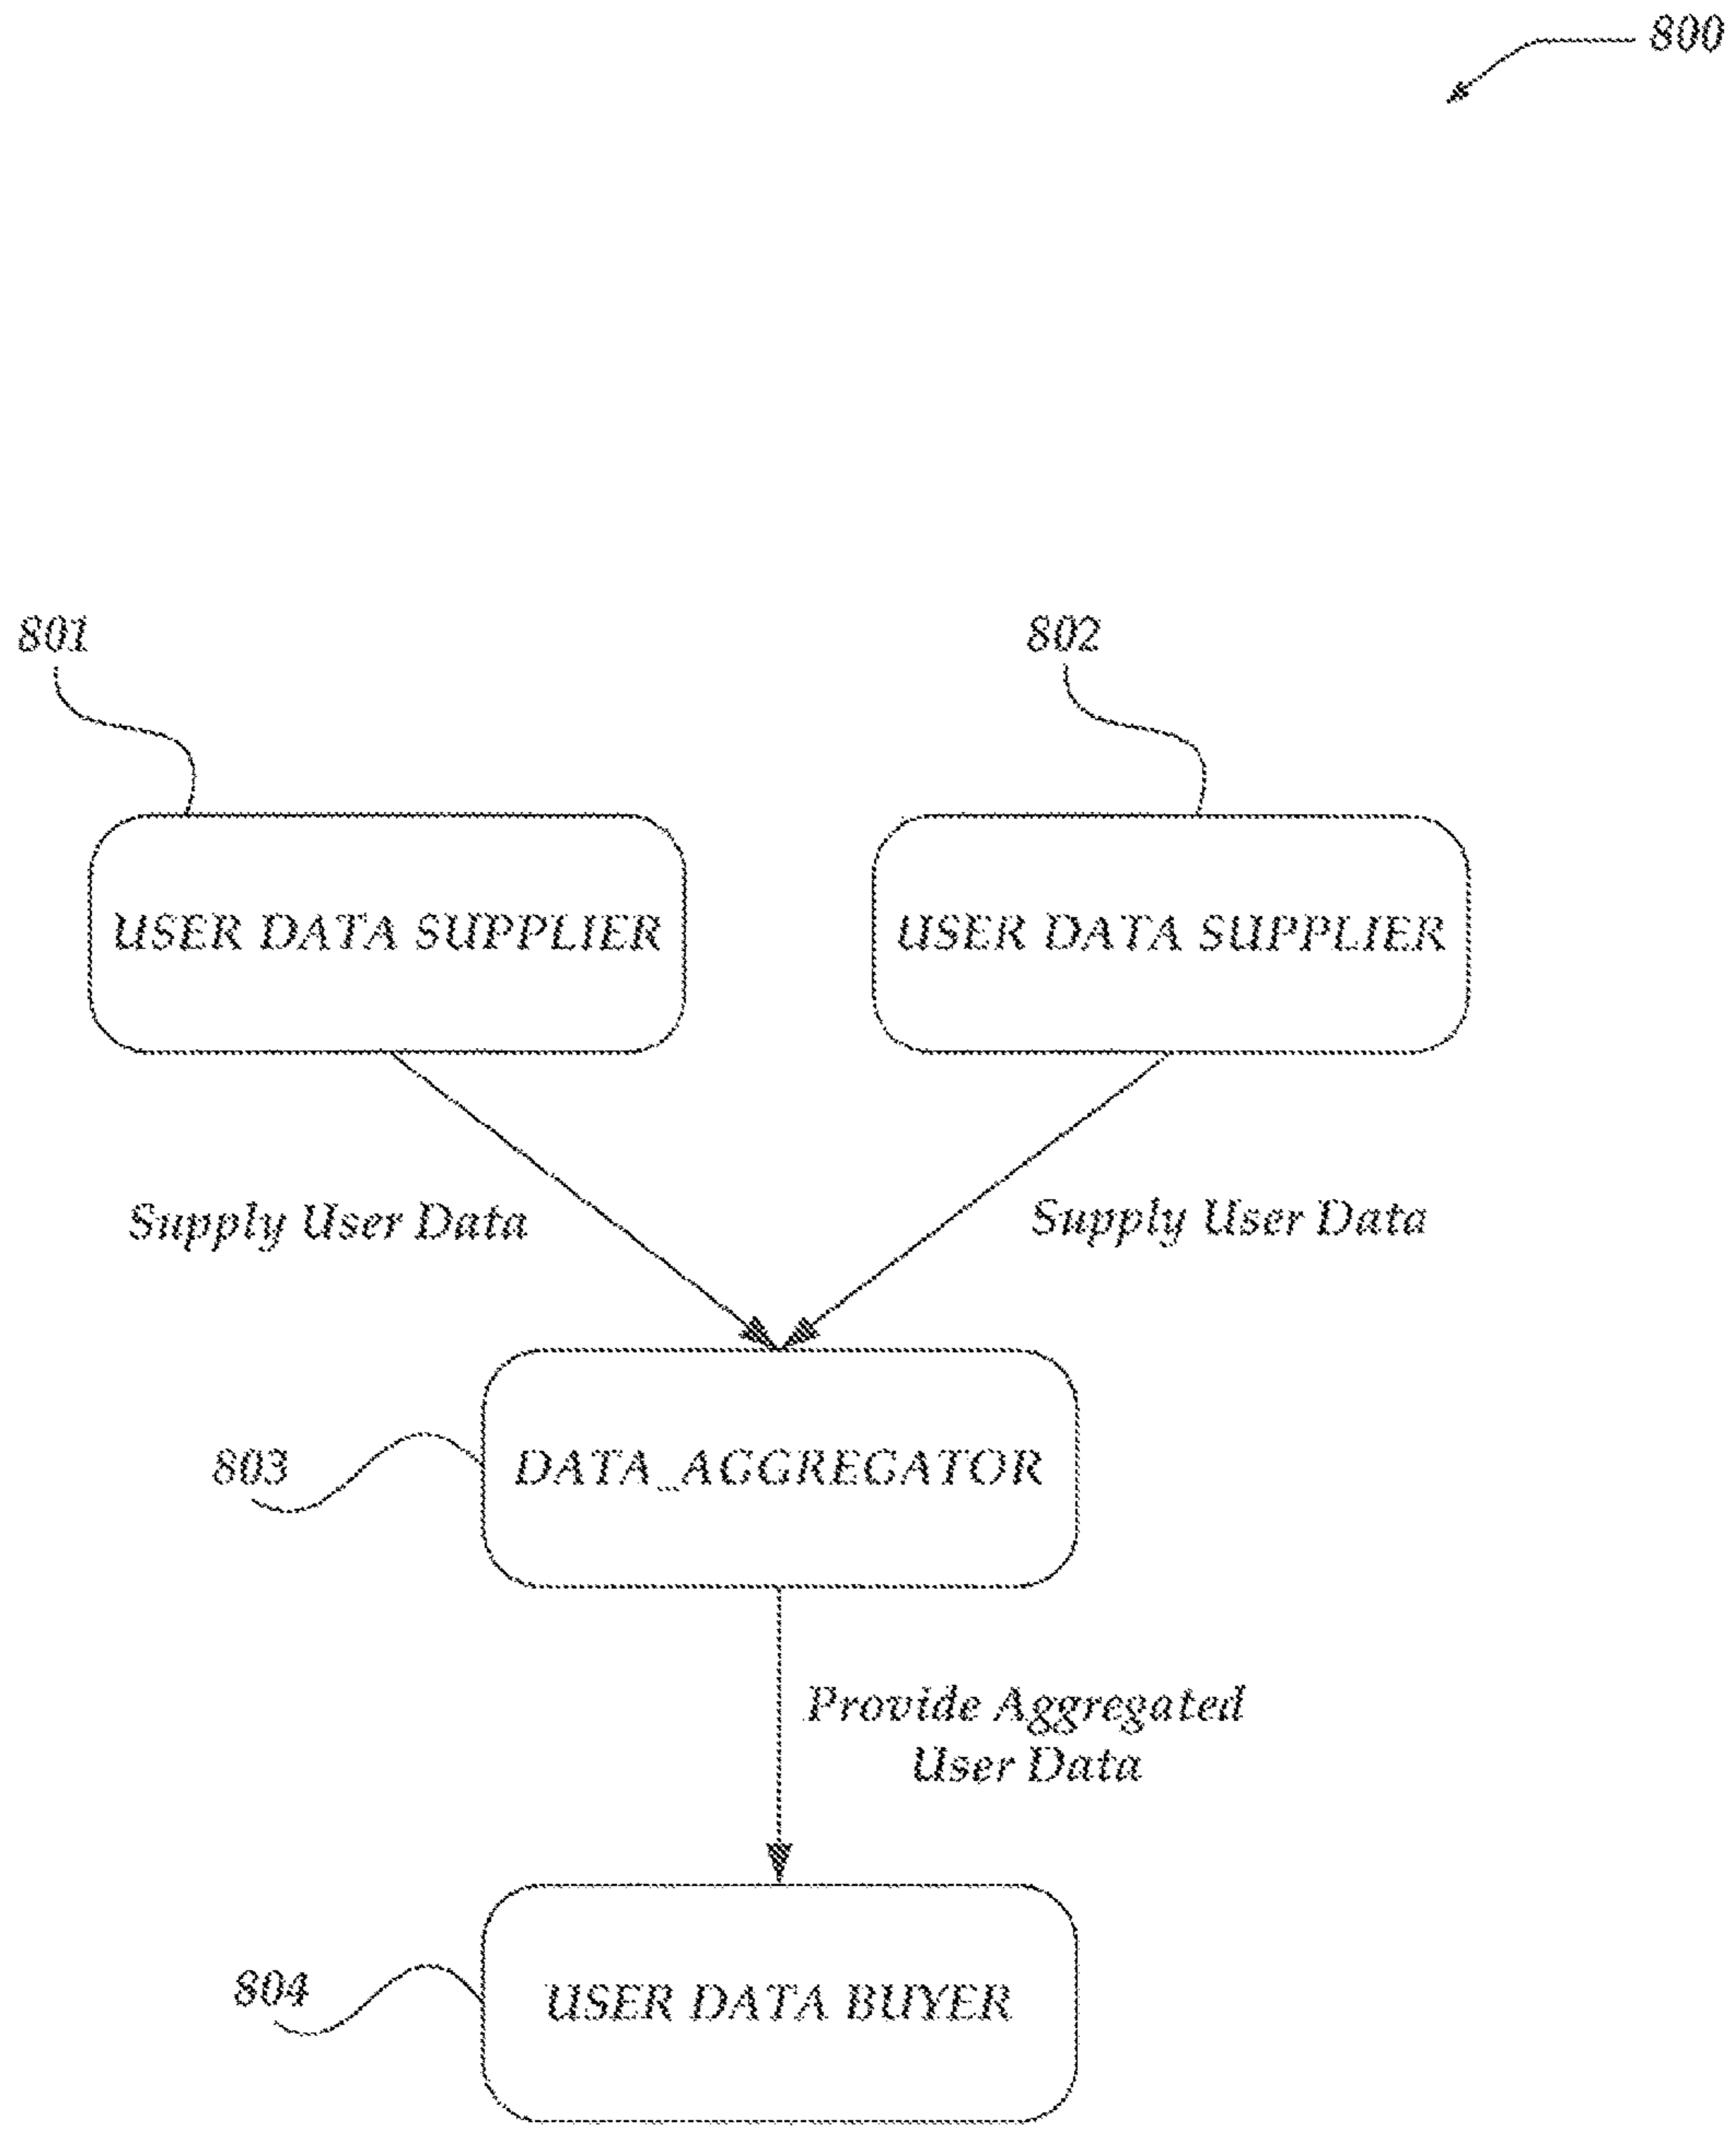 800
801
802
USER DATA SUPPLIER
USER DATA SUPPLIER
Supply User Data
Supply User Data
803
DATA_AGGREGATOR
Provide Aggregated
User Data
804
USER DATA BUYER